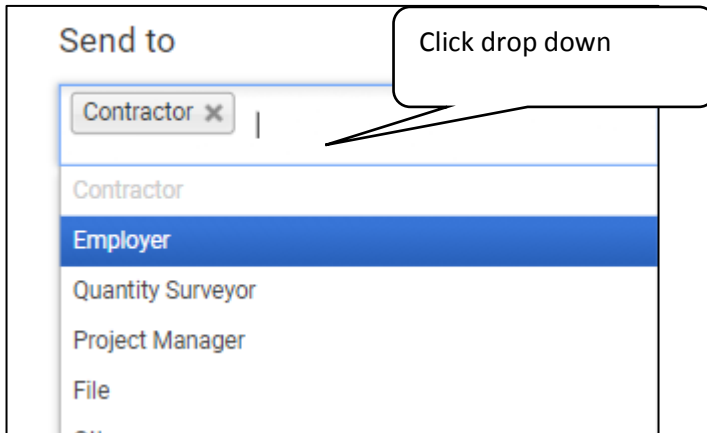 Send to
Click drop down
Contractor ×
Contractor
Employer
Quantity Surveyor
Project Manager
File